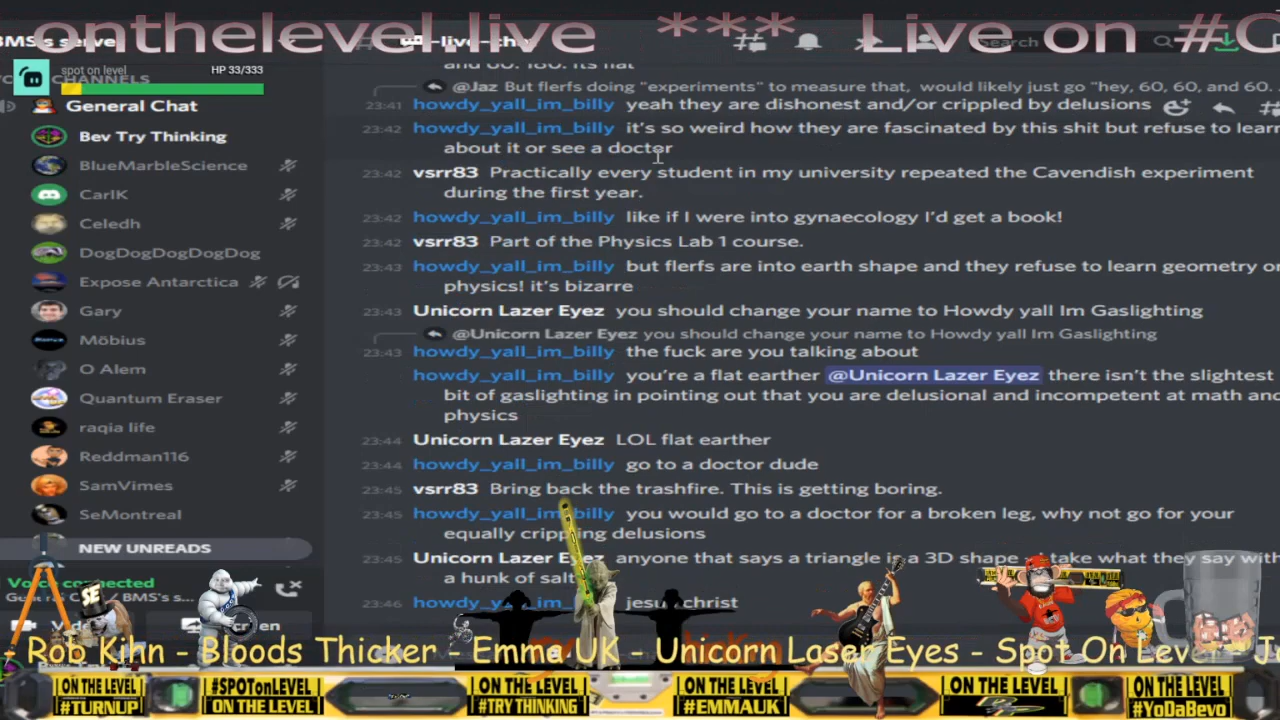 onthelevel.live *** Live on #
BMS's serve
Search
spot on level HP 33/333
CHANNELS
General Chat
Bev Try Thinking
BlueMarbleScience
CarlK
Celedh
DogDogDogDogDog
Expose Antarctica
Gary
Möbius
O Alem
Quantum Eraser
raqia life
Reddman116
SamVimes
SeMontreal
NEW UNREADS
Voice connected
/ BMS's s...
and 60. 180. Its flat
@Jaz But flerfs doing "experiments" to measure that, would likely just go "hey, 60, 60, and 60.
23:41 howdy_yall_im_billy yeah they are dishonest and/or crippled by delusions
23:42 howdy_yall_im_billy it's so weird how they are fascinated by this shit but refuse to learn
about it or see a doctor
23:42 vsrr83 Practically every student in my university repeated the Cavendish experiment
during the first year.
23:42 howdy_yall_im_billy like if I were into gynaecology I'd get a book!
23:42 vsrr83 Part of the Physics Lab 1 course.
23:43 howdy_yall_im_billy but flerfs are into earth shape and they refuse to learn geometry or
physics! it's bizarre
23:43 Unicorn Lazer Eyez you should change your name to Howdy yall Im Gaslighting
@Unicorn Lazer Eyez you should change your name to Howdy yall Im Gaslighting
23:43 howdy_yall_im_billy the fuck are you talking about
howdy_yall_im_billy you're a flat earther @Unicorn Lazer Eyez there isn't the slightest
bit of gaslighting in pointing out that you are delusional and incompetent at math and
physics
23:44 Unicorn Lazer Eyez LOL flat earther
23:44 howdy_yall_im_billy go to a doctor dude
23:45 vsrr83 Bring back the trashfire. This is getting boring.
23:45 howdy_yall_im_billy you would go to a doctor for a broken leg, why not go for your
equally crippling delusions
23:45 Unicorn Lazer Eyez anyone that says a triangle is a 3D shape I take what they say with
a hunk of salt
23:46 howdy_yall_im jesus christ
SE
- Rob Kihn - Bloods Thicker - Emma UK - Unicorn Laser Eyes - Spot On Level - J
ON THE LEVEL #TURNUP
#SPOTonLEVEL ON THE LEVEL
ON THE LEVEL #TRY THINKING
ON THE LEVEL #EMMAUK
ON THE LEVEL
ON THE LEVEL #YoDaBevo